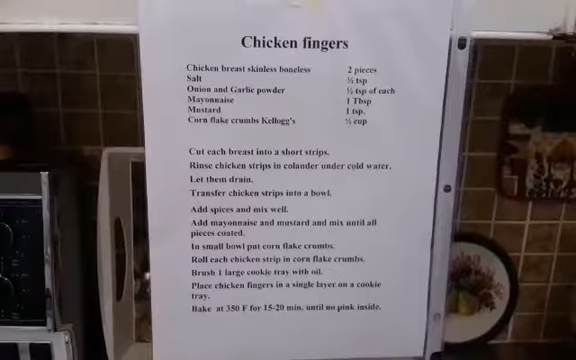 Chicken fingers
Chicken breast skinless boneless 2 pieces
Salt ½ tsp
Onion and Garlic powder ½ tsp of each
Mayonnaise 1 Tbsp
Mustard 1 tsp.
Corn flake crumbs Kellogg's ½ cup
Cut each breast into a short strips.
Rinse chicken strips in colander under cold water.
Let them drain.
Transfer chicken strips into a bowl.
Add spices and mix well.
Add mayonnaise and mustard and mix until all
pieces coated.
In small bowl put corn flake crumbs.
Roll each chicken strip in corn flake crumbs.
Brush 1 large cookie tray with oil.
Place chicken fingers in a single layer on a cookie
tray.
Bake at 350 F for 15-20 min. until no pink inside.